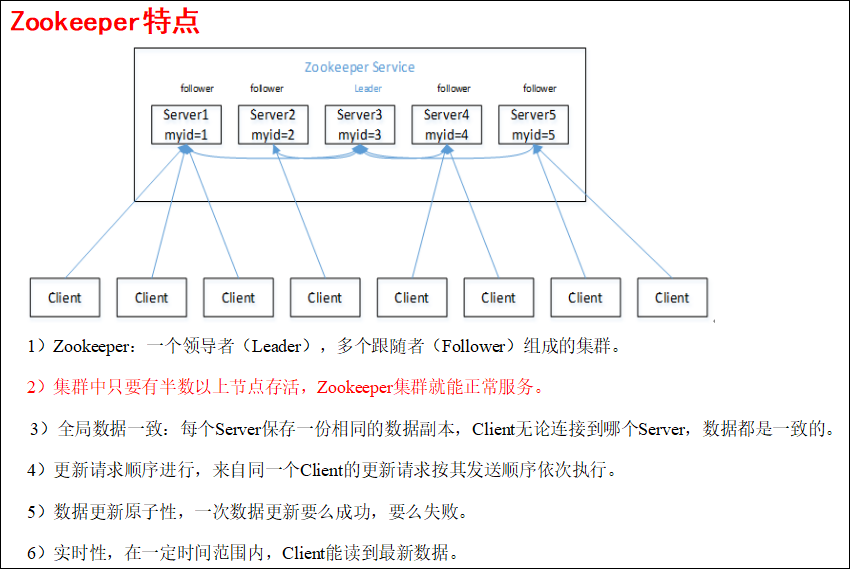 Zookeeper特点
Zookeeper Service
follower follower Leader follower follower
Server1 Server2 Server3 Server4 Server5
myid=1 myid=2 myid=3 myid=4 myid=5
Client Client Client Client Client Client Client Client
1）Zookeeper：一个领导者（Leader），多个跟随者（Follower）组成的集群。
2）集群中只要有半数以上节点存活，Zookeeper集群就能正常服务。
3）全局数据一致：每个Server保存一份相同的数据副本，Client无论连接到哪个Server，数据都是一致的。
4）更新请求顺序进行，来自同一个Client的更新请求按其发送顺序依次执行。
5）数据更新原子性，一次数据更新要么成功，要么失败。
6）实时性，在一定时间范围内，Client能读到最新数据。